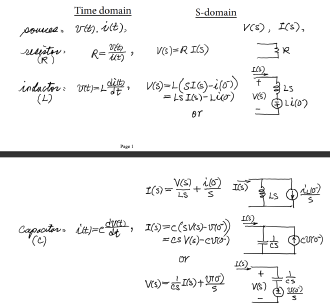 Time domain    S-domain
sources: v(t), i(t),    V(s), I(s),
resistor: (R)    R = v(t)/i(t),    V(s) = R I(s)    R
inductor: (L)    v(t) = L di(t)/dt,    V(s) = L(sI(s) - i(0⁻))    I(s) + Ls
= LsI(s) - Li(0⁻)    V(s) - Li(0⁻)
or
Page 1
I(s) = V(s)/Ls + i(0⁻)/s    I(s) Ls i(0⁻)/s
Capacitor: (C)    i(t) = c dv(t)/dt,    I(s) = c(sV(s) - v(0⁻))    I(s)
= csV(s) - cv(0⁻)    1/cs cv(0⁻)
or    I(s)
V(s) = 1/cs I(s) + v(0⁻)/s    + V(s) - 1/cs v(0⁻)/s